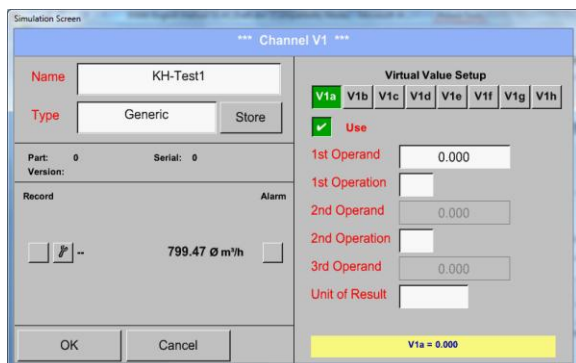 Simulation Screen
*** Channel V1 ***
Name
KH-Test1
Type
Generic
Store
Part: 0 Serial: 0
Version:
Record Alarm
-- 799.47 Ø m³/h
OK
Cancel
Virtual Value Setup
V1a V1b V1c V1d V1e V1f V1g V1h
Use
1st Operand 0.000
1st Operation
2nd Operand 0.000
2nd Operation
3rd Operand 0.000
Unit of Result
V1a = 0.000